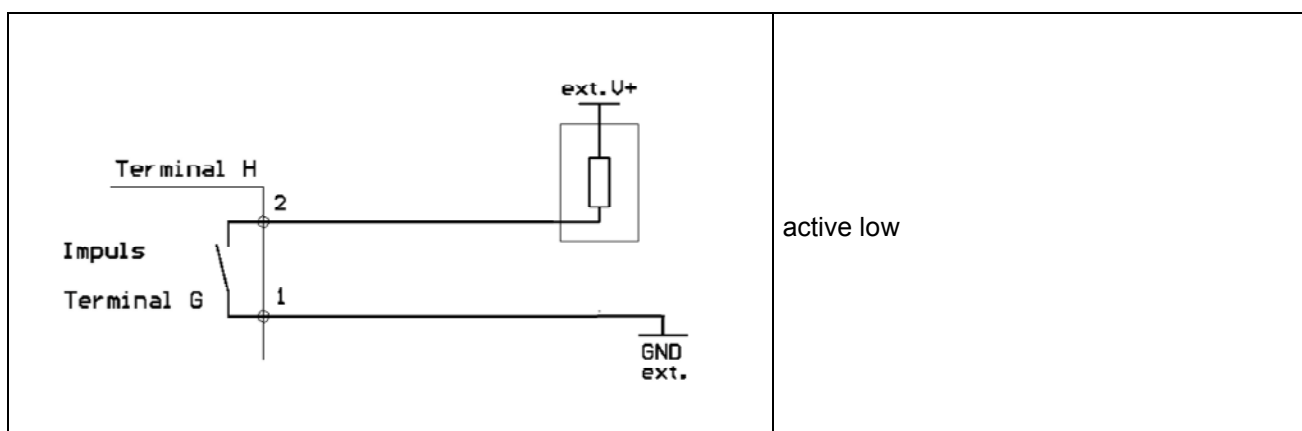 ext.V+
Terminal H
2
active low
Impuls
Terminal G
1
GND
ext.